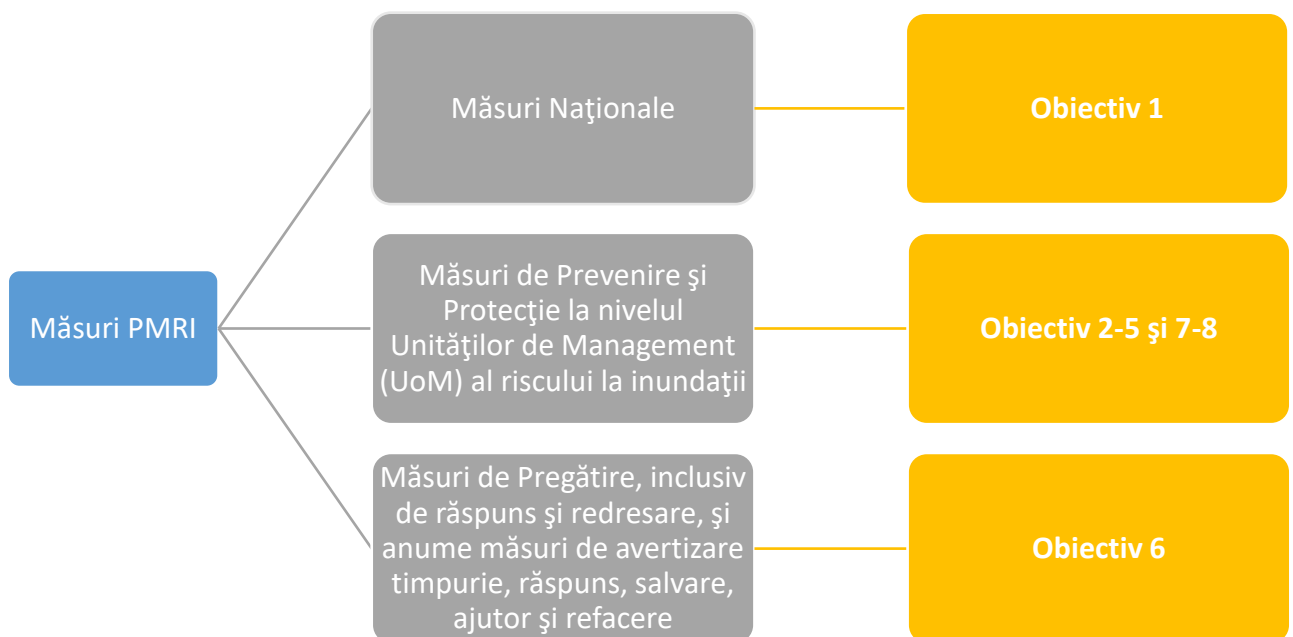 Măsuri PMRI
Măsuri Naţionale
Obiectiv 1
Măsuri de Prevenire şi
Protecţie la nivelul
Unităţilor de Management
(UoM) al riscului la inundaţii
Obiectiv 2-5 şi 7-8
Măsuri de Pregătire, inclusiv
de răspuns şi redresare, şi
anume măsuri de avertizare
timpurie, răspuns, salvare,
ajutor şi refacere
Obiectiv 6